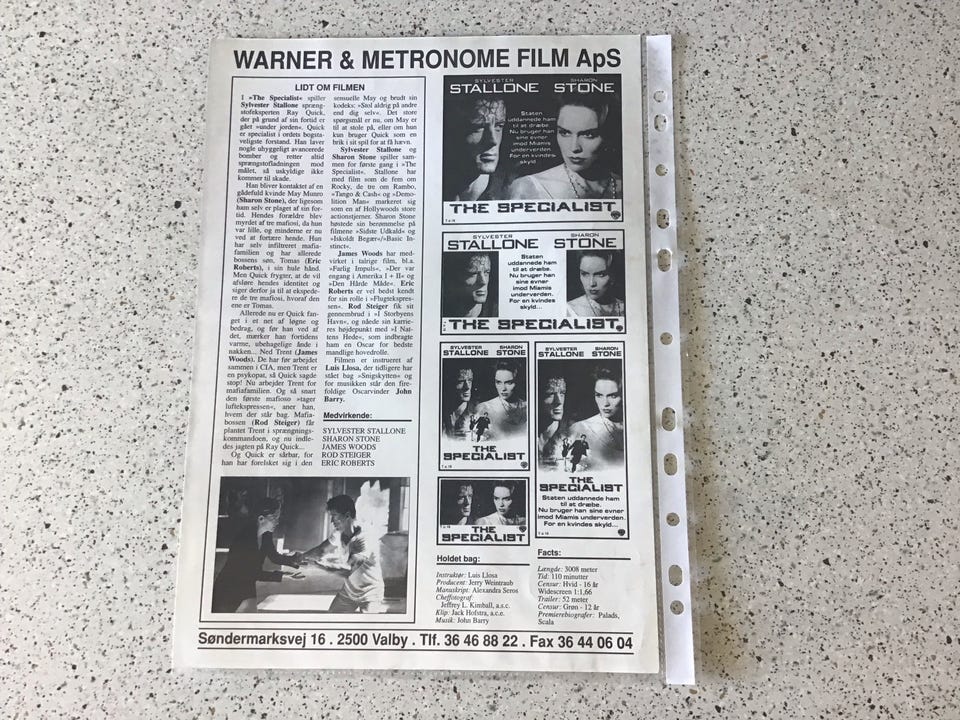 WARNER & METRONOME FILM ApS
LIDT OM FILMEN
I »The Specialist« spiller
Sylvester Stallone spræng-
stofeksperten Ray Quick,
der på grund af sin fortid er
gået »under jorden«. Quick
er specialist i ordets bogsta-
veligste forstand. Han laver
nogle uhyggeligt avancerede
bomber og retter altid
sprængstofladningen mod
målet, så uskyldige ikke
kommer til skade.
Han bliver kontaktet af en
gådefuld kvinde May Munro
(Sharon Stone), der ligesom
ham selv er plaget af sin for-
tid. Hendes forældre blev
myrdet af tre mafiosi, da hun
var lille, og minderne er nu
ved at fortære hende. Hun
har selv infiltreret mafia-
familien og har allerede
bossens søn, Tomas (Eric
Roberts), i sin hule hånd.
Men Quick frygter, at de vil
afsløre hendes identitet og
siger derfor ja til at ekspede-
re de tre mafiosi, hvoraf den
ene er Tomas.
Allerede nu er Quick fan-
get i et net af løgne og
bedrag, og før han ved af
det, mærker han fortidens
varme, ubehagelige ånde i
nakken... Ned Trent (James
Woods). De har før arbejdet
sammen i CIA, men Trent er
en psykopat, så Quick sagde
stop! Nu arbejder Trent for
mafiafamilien. Og så snart
den første mafioso »tager
luftekspressen«, aner han,
hvem der står bag. Mafia-
bossen (Rod Steiger) får
plantet Trent i sprængnings-
kommandoen, og nu indle-
des jagten på Ray Quick...
Og Quick er sårbar, for
han har forelsket sig i den
sensuelle May og brudt sin
kodeks: »Stol aldrig på andre
end dig selv«. Det store
spørgsmål er nu, om May er
til at stole på, eller om hun
kun bruger Quick som en
brik i sit spil for at få hævn.
Sylvester Stallone og
Sharon Stone spiller sam-
men for første gang i »The
Specialist«. Stallone har
med film som de fem om
Rocky, de tre om Rambo,
»Tango & Cash« og »Demo-
lition Man« markeret sig
som en af Hollywoods store
actionstjerner. Sharon Stone
høstede sin berømmelse på
filmene »Sidste Udkald« og
»Iskoldt Begær«/»Basic In-
stinct«.
James Woods har med-
virket i talrige film, bl.a.
»Farlig Impuls«, »Der var
engang i Amerika I + II« og
»Den Hårde Måde«. Eric
Roberts er vel bedst kendt
for sin rolle i »Flugtekspres-
sen«. Rod Steiger fik sit
gennembrud i »I Storbyens
Havn«, og nåede sin karrie-
res højdepunkt med »I Nat-
tens Hede«, som indbragte
ham en Oscar for bedste
mandlige hovedrolle.
Filmen er instrueret af
Luis Llosa, der tidligere har
stået bag »Snigskytten« og
for musikken står den fire-
foldige Oscarvinder John
Barry.
Medvirkende:
SYLVESTER STALLONE
SHARON STONE
JAMES WOODS
ROD STEIGER
ERIC ROBERTS
SYLVESTER SHARON
STALLONE STONE
Staten
uddannede ham
til at dræbe.
Nu bruger han
sine evner
imod Miamis
underverden.
For en kvindes
skyld...
THE SPECIALIST
SYLVESTER SHARON
STALLONE STONE
Staten
uddannede ham
til at dræbe.
Nu bruger han
sine evner
imod Miamis
underverden.
For en kvindes
skyld...
THE SPECIALIST
SYLVESTER SHARON
STALLONE STONE
THE
SPECIALIST
SYLVESTER SHARON
STALLONE STONE
THE
SPECIALIST
Staten uddannede ham
til at dræbe.
Nu bruger han sine evner
imod Miamis underverden.
For en kvindes skyld...
STALLONE STONE
THE
SPECIALIST
Holdet bag:
Instruktør: Luis Llosa
Producent: Jerry Weintraub
Manuskript: Alexandra Seros
Cheffotograf:
Jeffrey L. Kimball, a.s.c.
Klip: Jack Hofstra, a.c.e.
Musik: John Barry
Facts:
Længde: 3008 meter
Tid: 110 minutter
Censur: Hvid - 16 år
Widescreen 1:1,66
Trailer: 52 meter
Censur: Grøn - 12 år
Premierebiografer: Palads,
Scala
Søndermarksvej 16 . 2500 Valby . Tlf. 36 46 88 22 . Fax 36 44 06 04